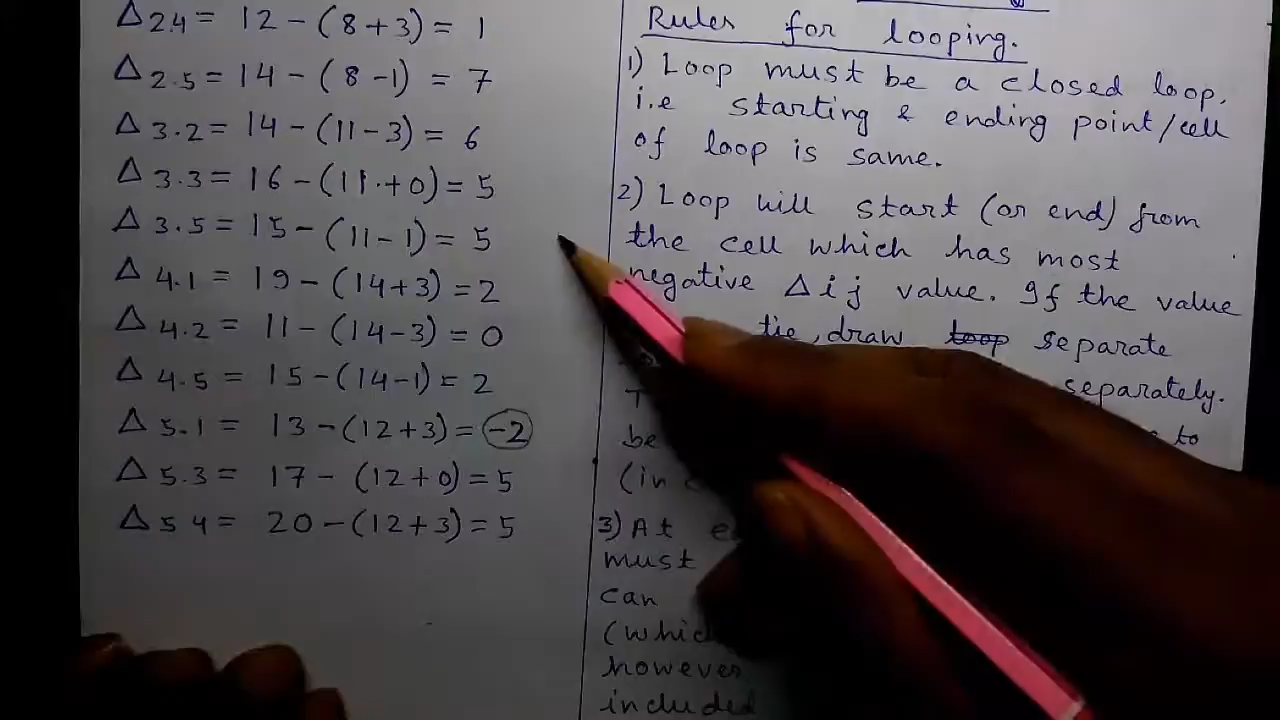 Δ2.4 = 12 - (8+3) = 1
Δ2.5 = 14 - (8-1) = 7
Δ3.2 = 14 - (11-3) = 6
Δ3.3 = 16 - (11+0) = 5
Δ3.5 = 15 - (11-1) = 5
Δ4.1 = 19 - (14+3) = 2
Δ4.2 = 11 - (14-3) = 0
Δ4.5 = 15 - (14-1) = 2
Δ5.1 = 13 - (12+3) = -2
Δ5.3 = 17 - (12+0) = 5
Δ54 = 20 - (12+3) = 5
Rules for looping.
1) Loop must be a closed loop,
i.e starting & ending point/cell
of loop is same.
2) Loop will start (or end) from
the cell which has most
negative Δij value. If the value
tie, draw loop separate
separately.
be to
(in
3) At
must
can
(which
however
included